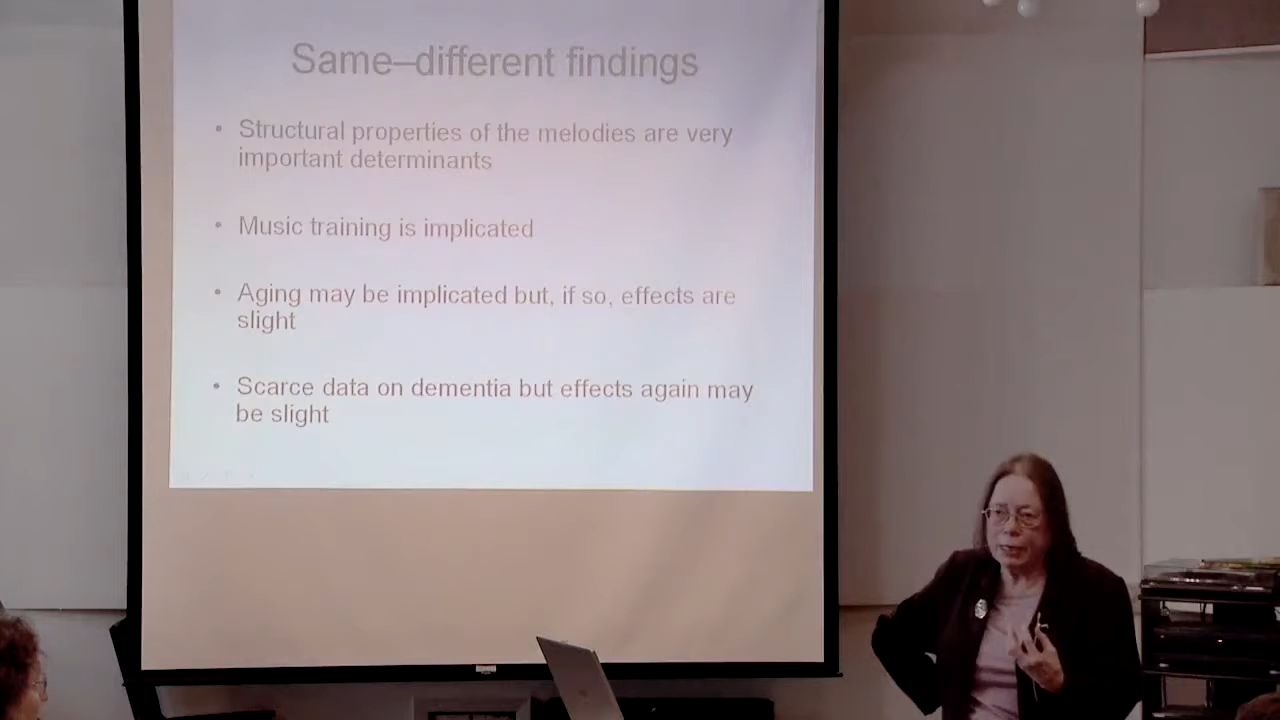 Same–different findings
• Structural properties of the melodies are very
important determinants
• Music training is implicated
• Aging may be implicated but, if so, effects are
slight
• Scarce data on dementia but effects again may
be slight